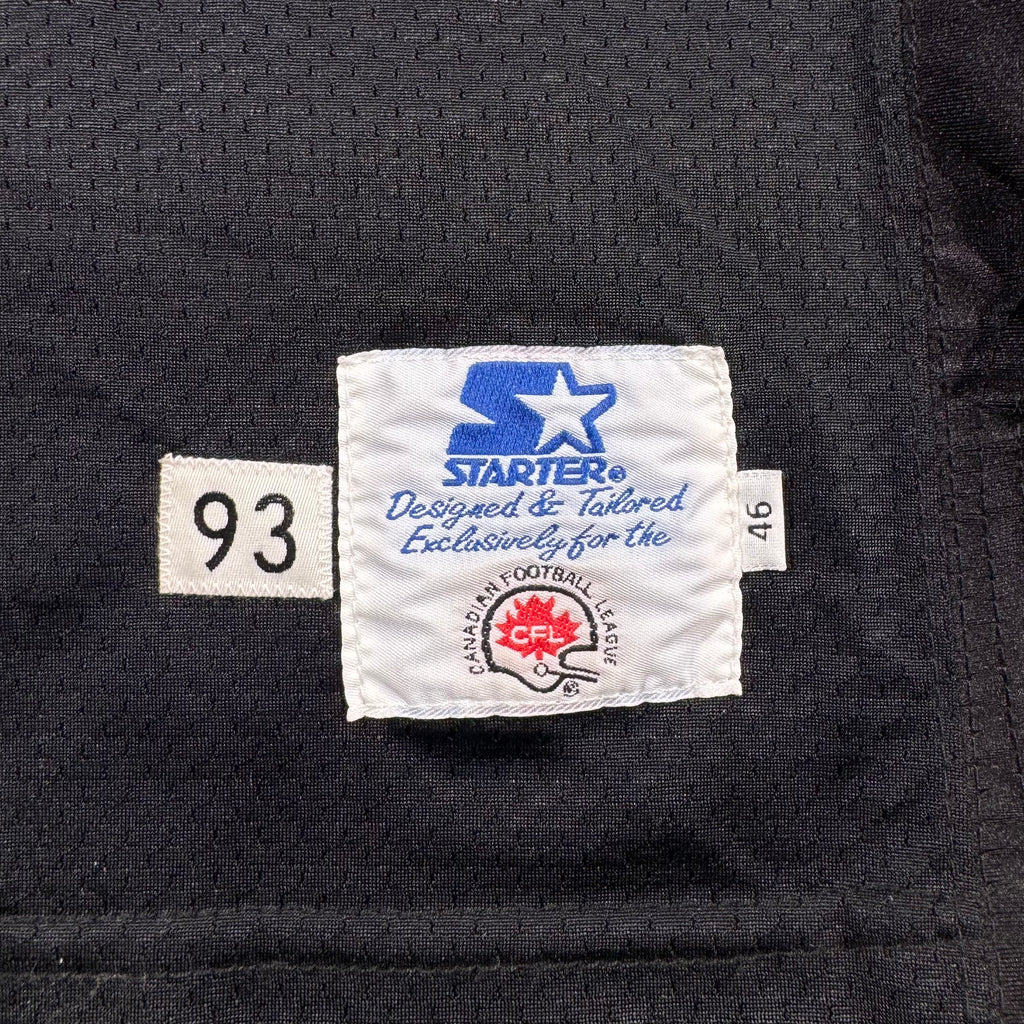 93
STARTER®
Designed & Tailored
Exclusively for the
CANADIAN FOOTBALL LEAGUE
CFL
46